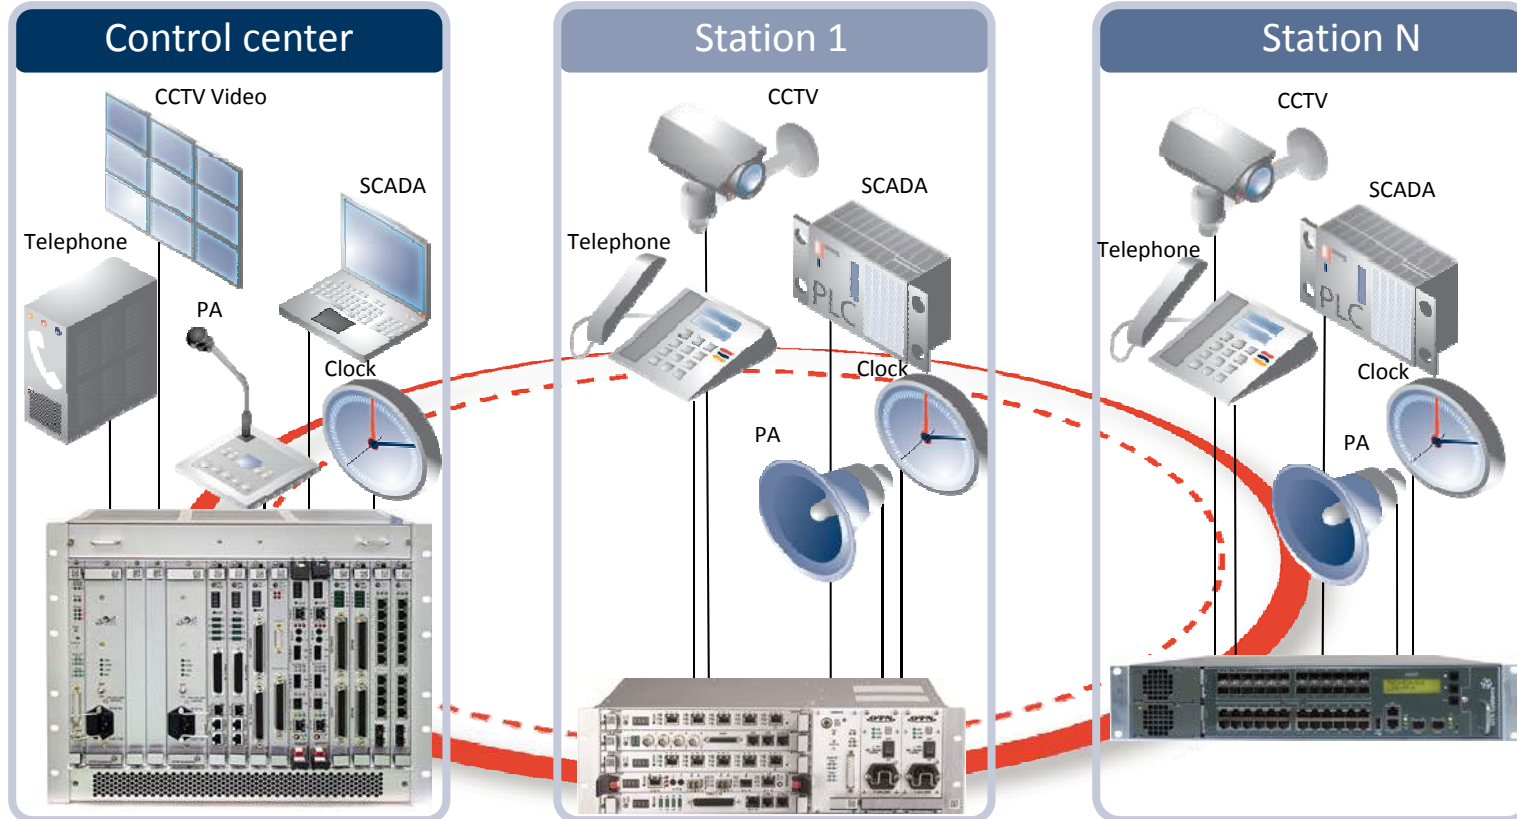 Control center
CCTV Video
SCADA
Telephone
PA
Clock
Station 1
CCTV
SCADA
Telephone
PLC
Clock
PA
Station N
CCTV
SCADA
Telephone
PLC
Clock
PA